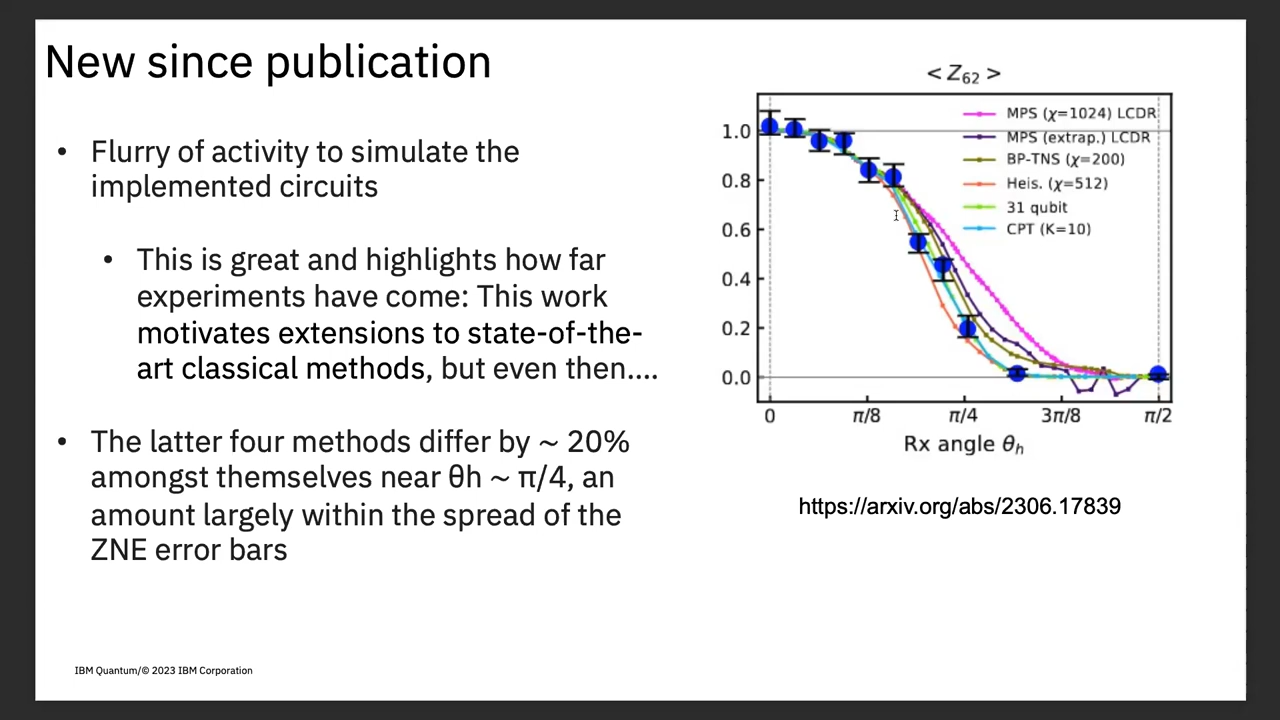 New since publication
• Flurry of activity to simulate the
implemented circuits
• This is great and highlights how far
experiments have come: This work
motivates extensions to state-of-the-
art classical methods, but even then....
• The latter four methods differ by ~ 20%
amongst themselves near θh ~ π/4, an
amount largely within the spread of the
ZNE error bars
< Z62 >
MPS (χ=1024) LCDR
MPS (extrap.) LCDR
BP-TNS (χ=200)
Heis. (χ=512)
31 qubit
CPT (K=10)
1.0
0.8
0.6
0.4
0.2
0.0
0 π/8 π/4 3π/8 π/2
Rx angle θh
https://arxiv.org/abs/2306.17839
IBM Quantum/© 2023 IBM Corporation